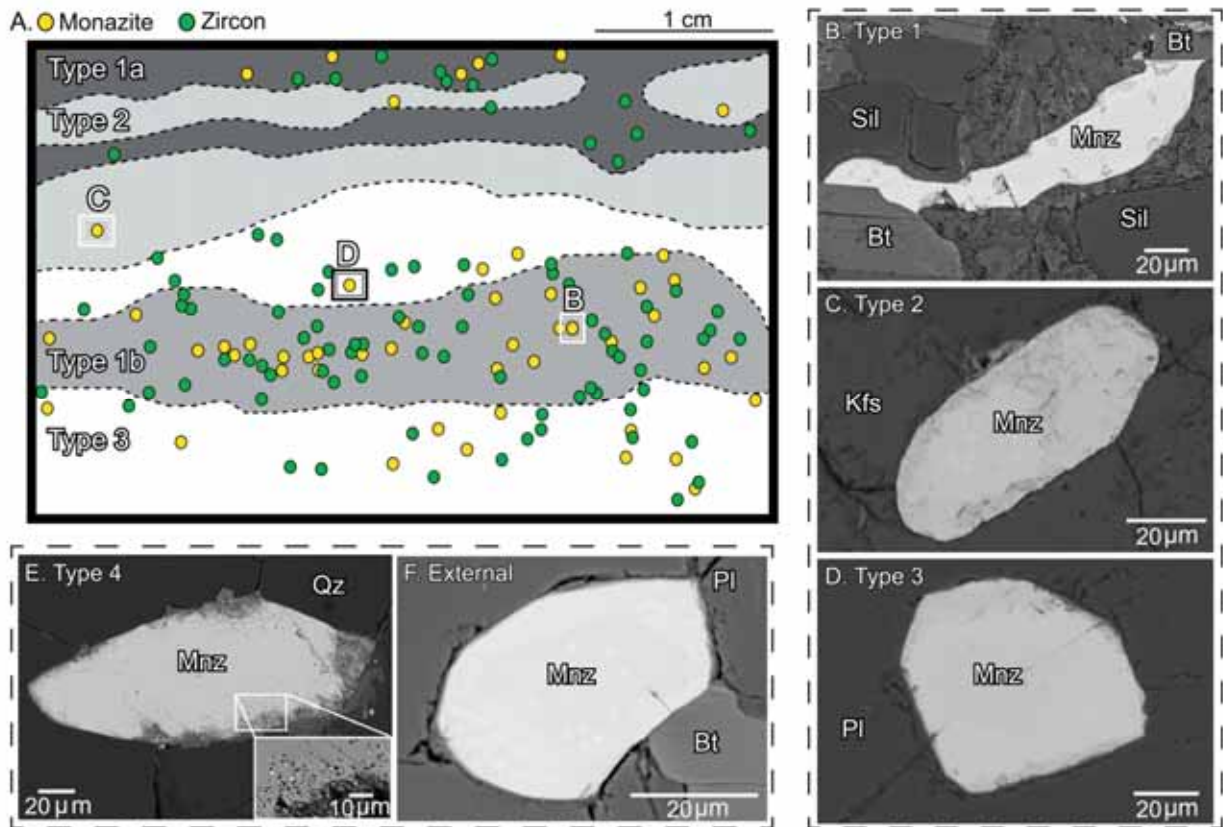 A. Monazite Zircon 1 cm
Type 1a
Type 2
C
D
B
Type 1b
Type 3
B. Type 1
Bt
Sil
Mnz
Bt
Sil
20µm
C. Type 2
Kfs
Mnz
20µm
D. Type 3
Mnz
Pl
20µm
E. Type 4
Qz
Mnz
20µm
10µm
F. External
Pl
Mnz
Bt
20µm